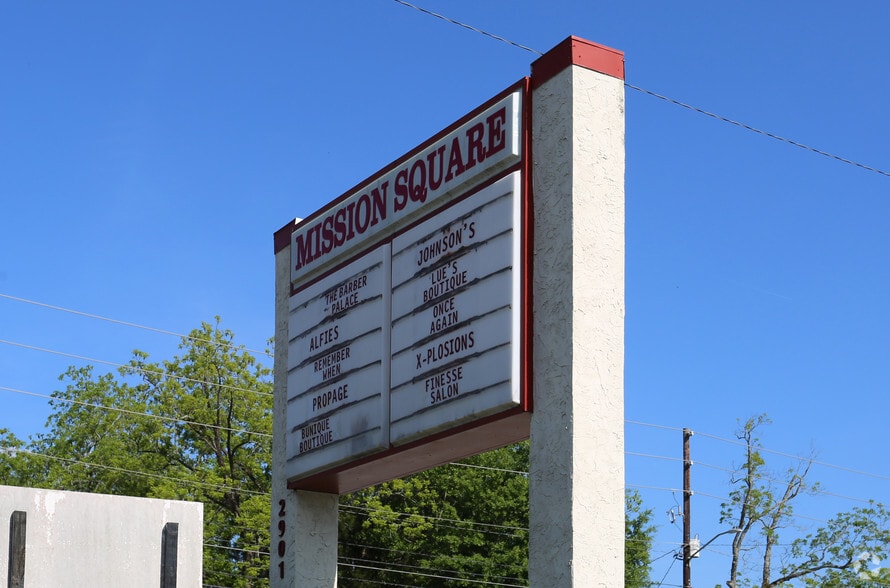 MISSION SQUARE
THE BARBER
PALACE
ALFIES
REMEMBER
WHEN
PROPAGE
BUNIQUE
BOUTIQUE
JOHNSON'S
LUE'S
BOUTIQUE
ONCE
AGAIN
X-PLOSIONS
FINESSE
SALON
2901